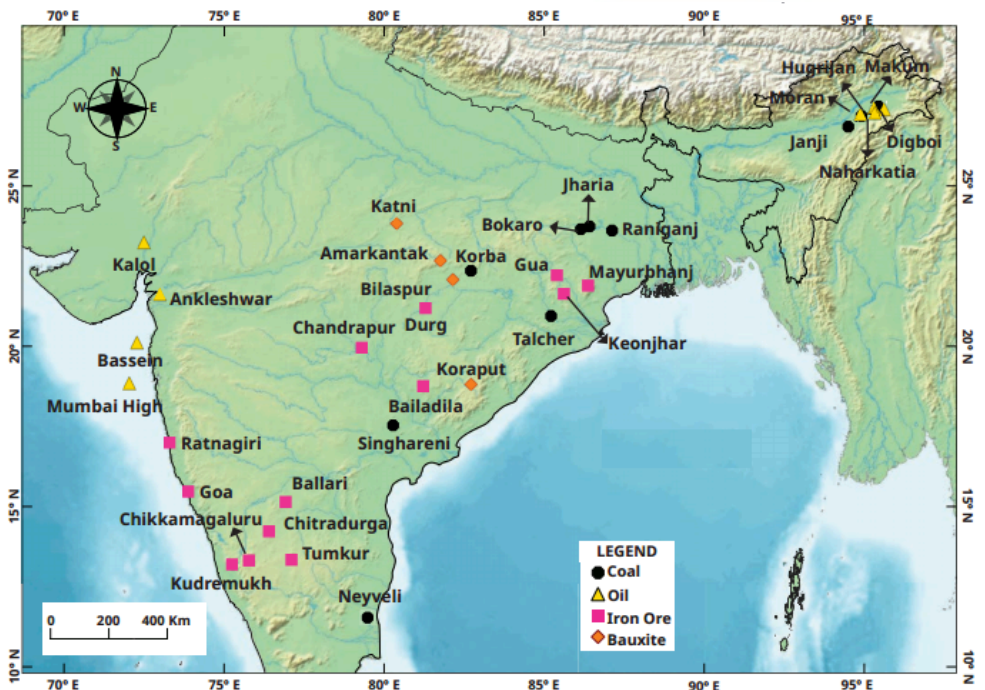 70° E 75° E 80° E 85° E 90° E 95° E
N
W E
S
Hugrijan Makum
Moran
Janji Digboi
Naharkatia
25° N 25° N
Jharia
Katni
Bokaro Raniganj
Amarkantak Korba
Kalol
Gua Mayurbhanj
Bilaspur
Ankleshwar
Durg
Chandrapur
Talcher Keonjhar
20° N 20° N
Bassein
Koraput
Mumbai High
Bailadila
Ratnagiri Singhareni
Goa Ballari
15° N 15° N
Chikkamagaluru Chitradurga
Tumkur
Kudremukh
Neyveli
LEGEND
Coal
Oil
Iron Ore
Bauxite
0 200 400 Km
10° N 10° N
70° E 75° E 80° E 85° E 90° E 95° E